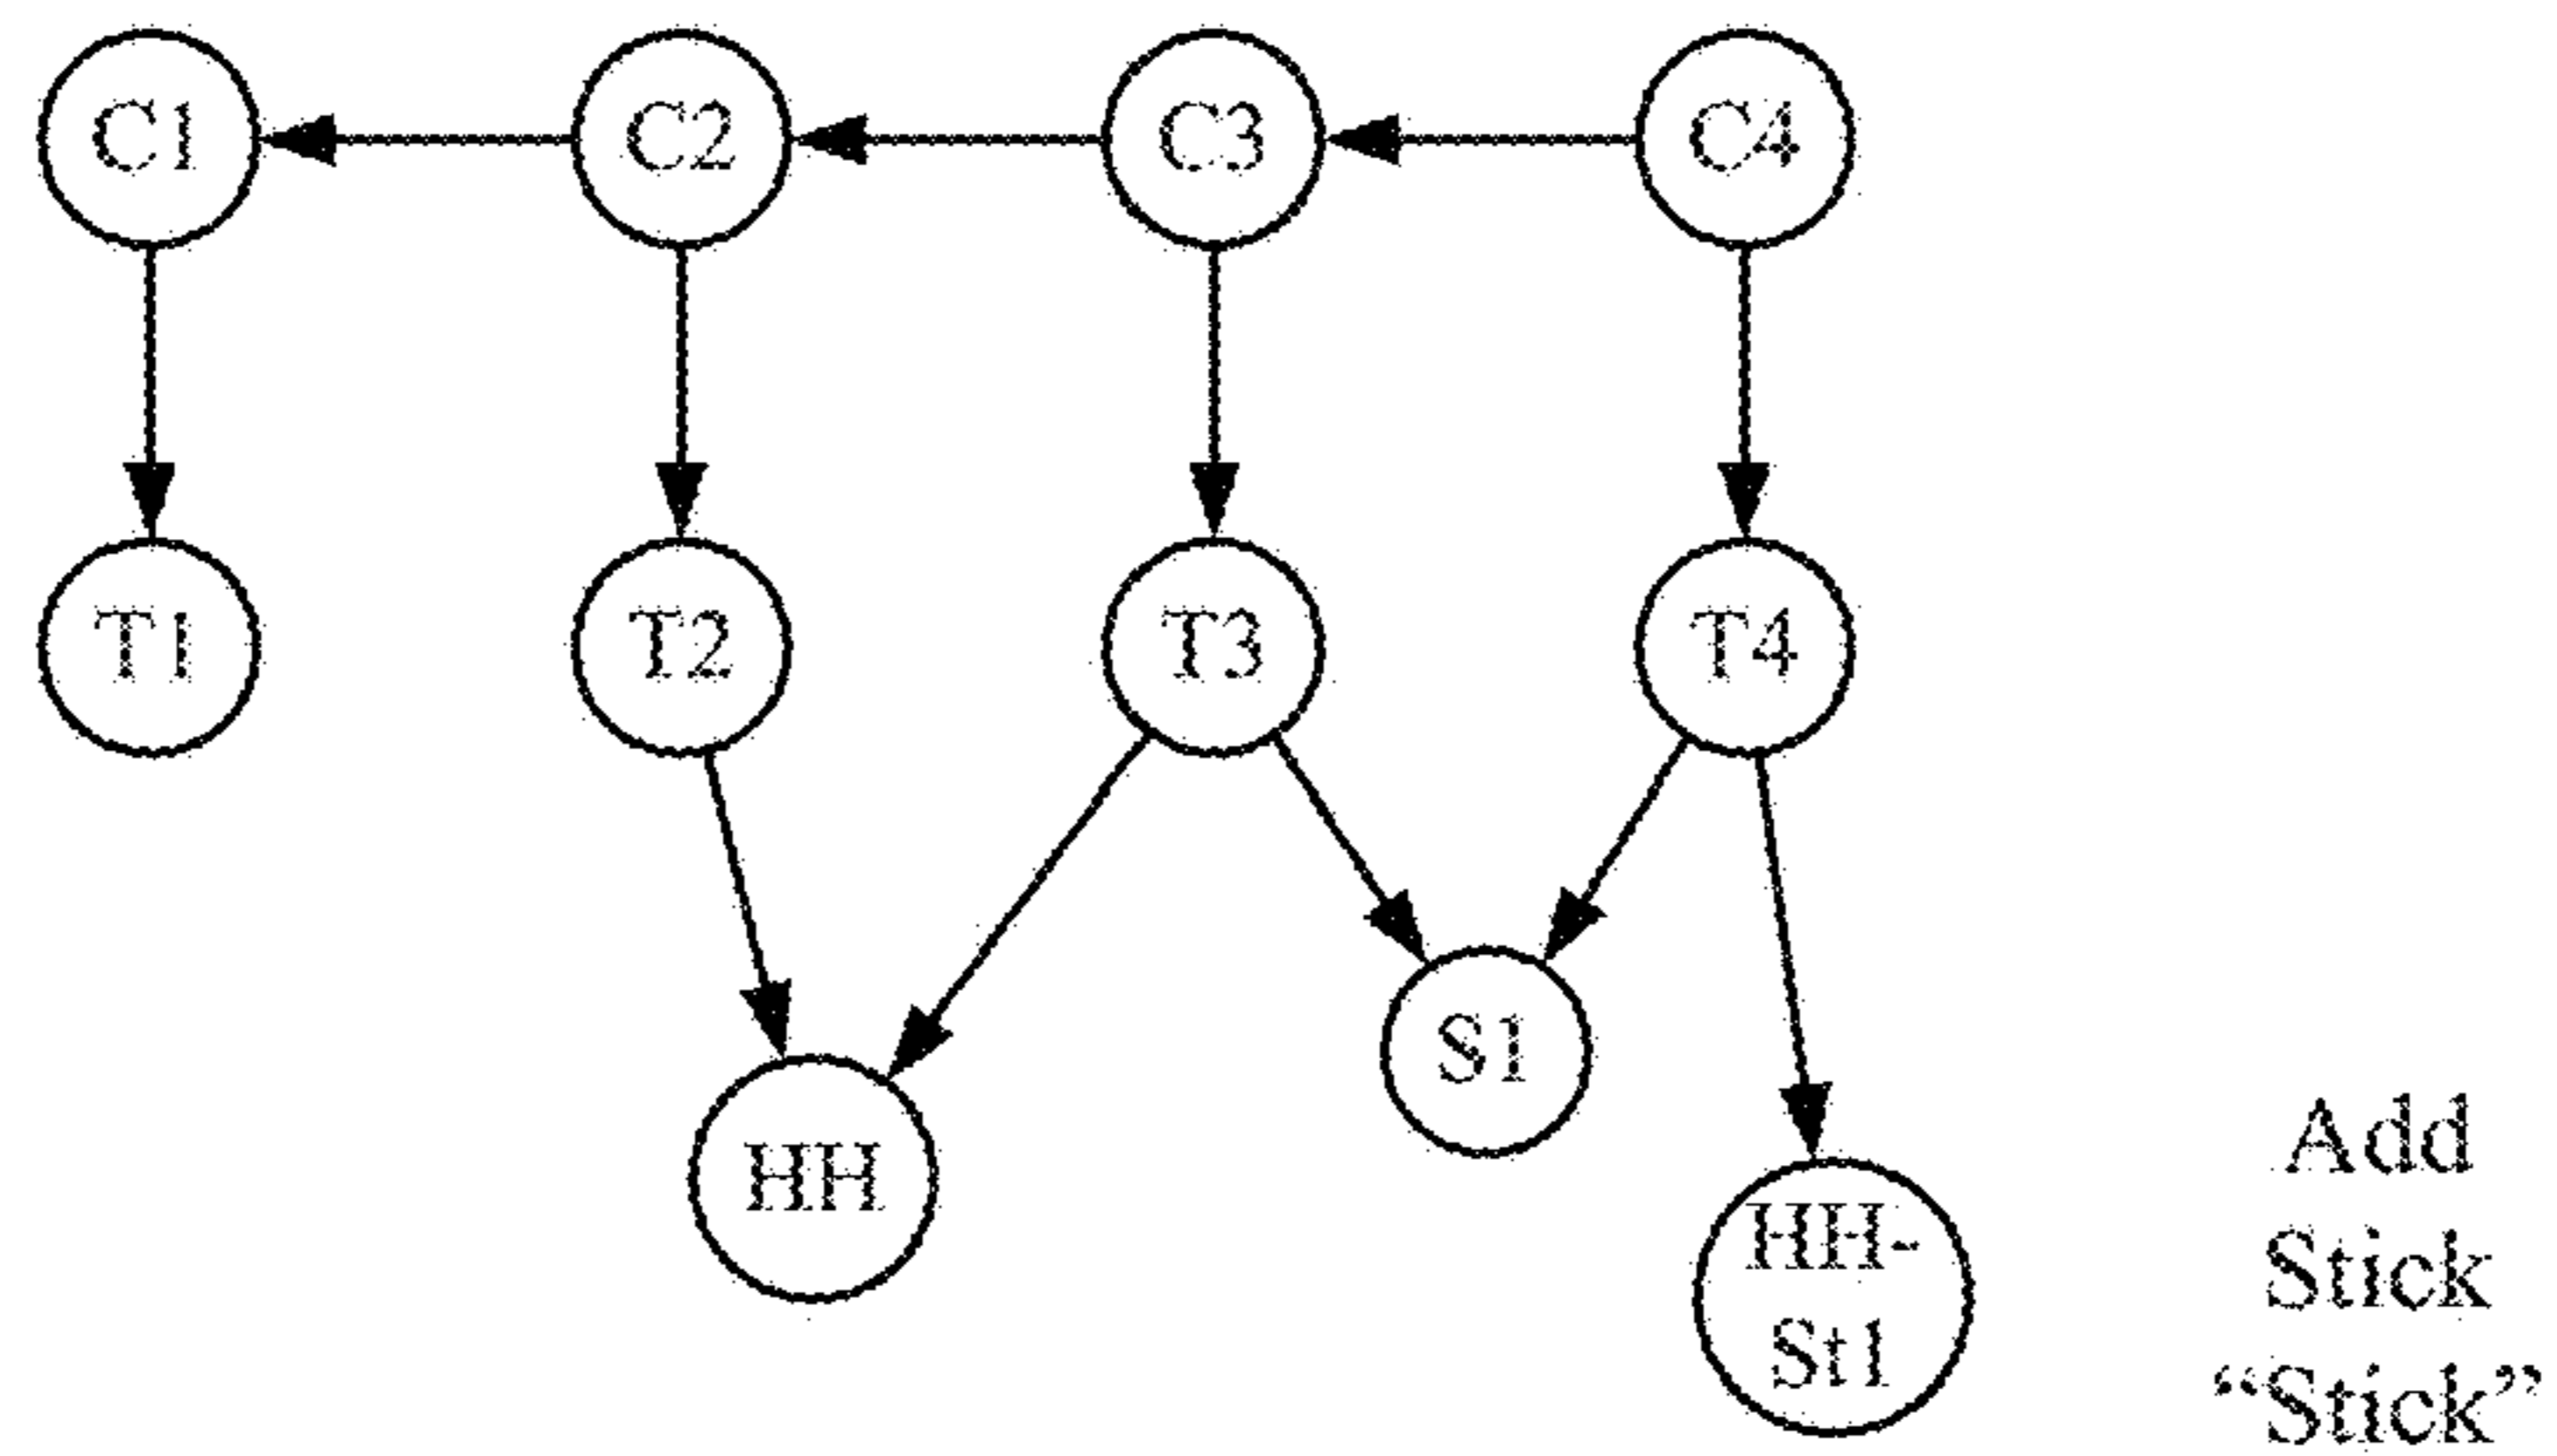 C1
C2
C3
C4
T1
T2
T3
T4
S1
HH
HH-
St1
Add
Stick
“Stick”